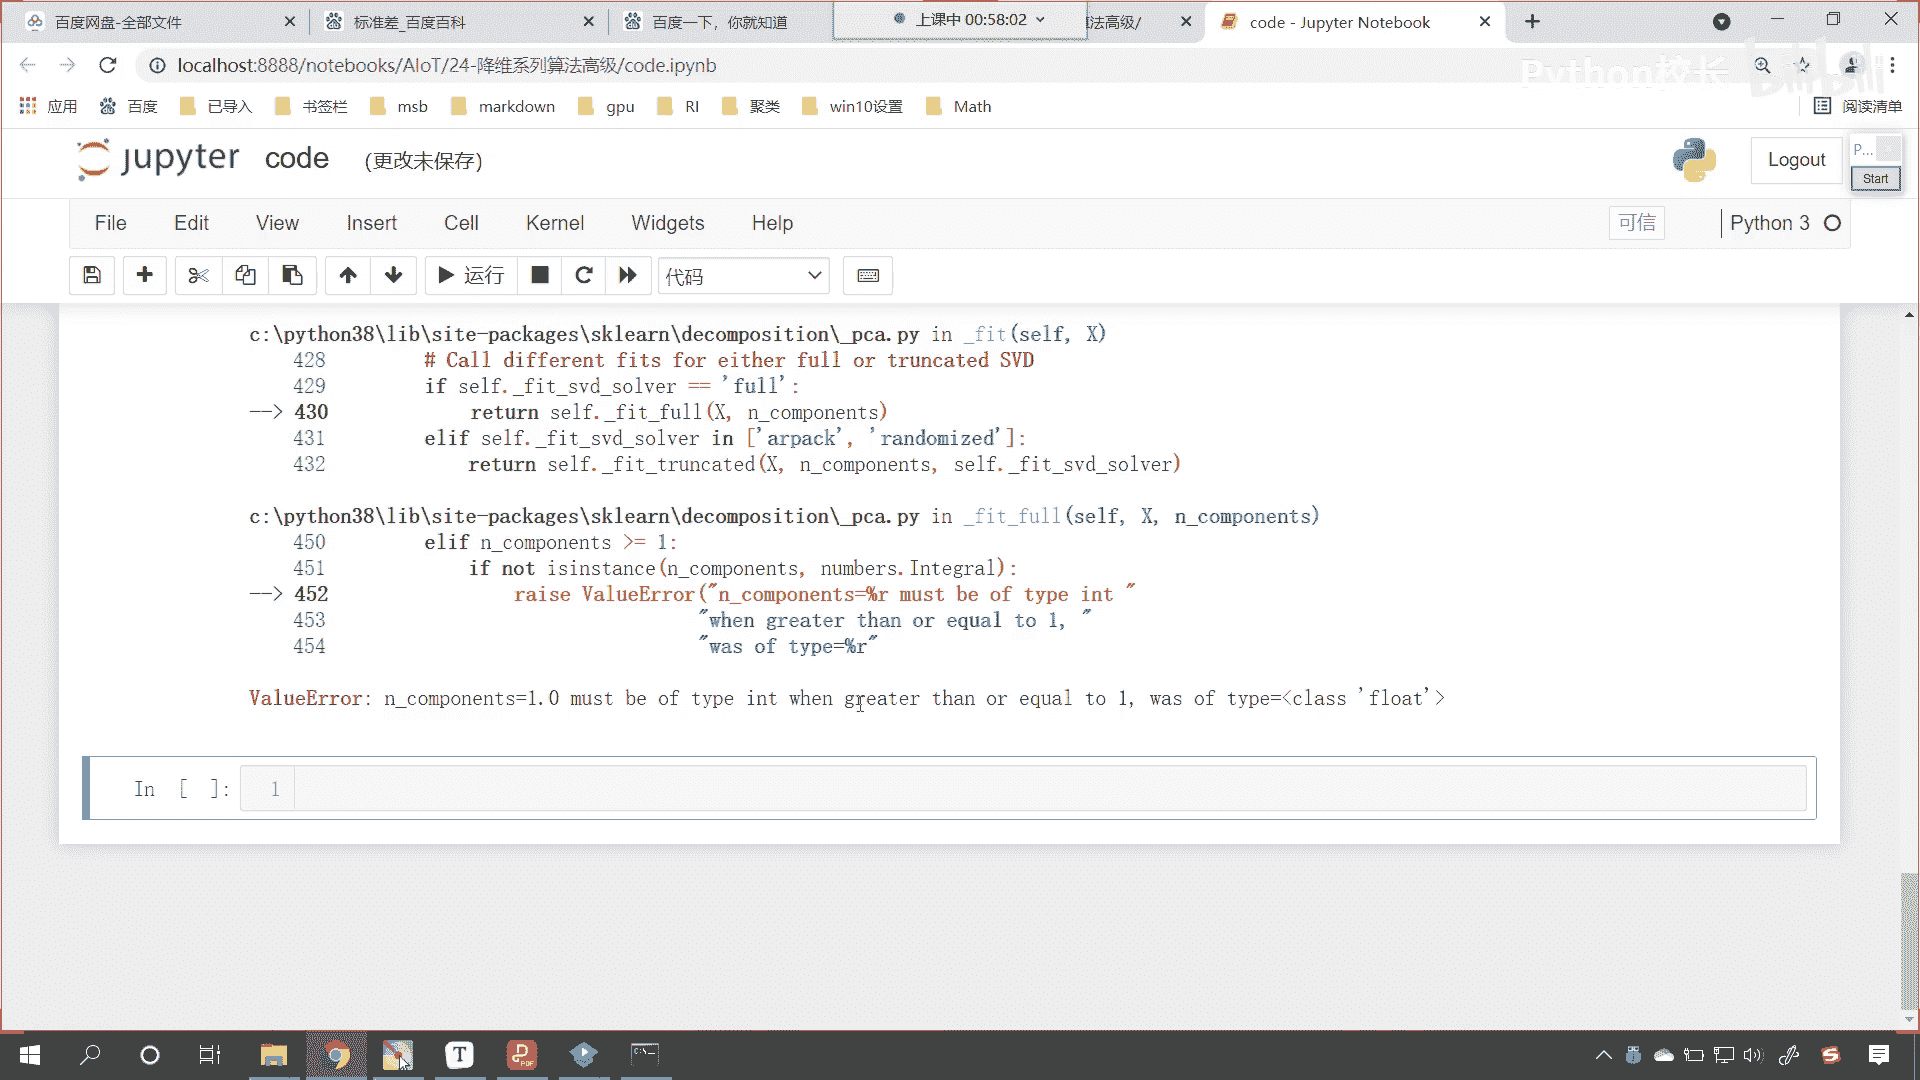 百度网盘-全部文件
标准差_百度百科
百度一下，你就知道
上课中 00:58:02
法高级/
code - Jupyter Notebook
localhost:8888/notebooks/AIoT/24-降维系列算法高级/code.ipynb
Python校长
bilibili
应用 百度 已导入 书签栏 msb markdown gpu RI 聚类 win10设置 Math 阅读清单
jupyter code (更改未保存)
Logout
P...
Start
File Edit View Insert Cell Kernel Widgets Help 可信 Python 3
运行 代码
c:\python38\lib\site-packages\sklearn\decomposition\_pca.py in _fit(self, X)
428 # Call different fits for either full or truncated SVD
429 if self._fit_svd_solver == 'full':
--> 430 return self._fit_full(X, n_components)
431 elif self._fit_svd_solver in ['arpack', 'randomized']:
432 return self._fit_truncated(X, n_components, self._fit_svd_solver)
c:\python38\lib\site-packages\sklearn\decomposition\_pca.py in _fit_full(self, X, n_components)
450 elif n_components >= 1:
451 if not isinstance(n_components, numbers.Integral):
--> 452 raise ValueError("n_components=%r must be of type int "
453 "when greater than or equal to 1, "
454 "was of type=%r"
ValueError: n_components=1.0 must be of type int when greater than or equal to 1, was of type=<class 'float'>
In [ ]: 1